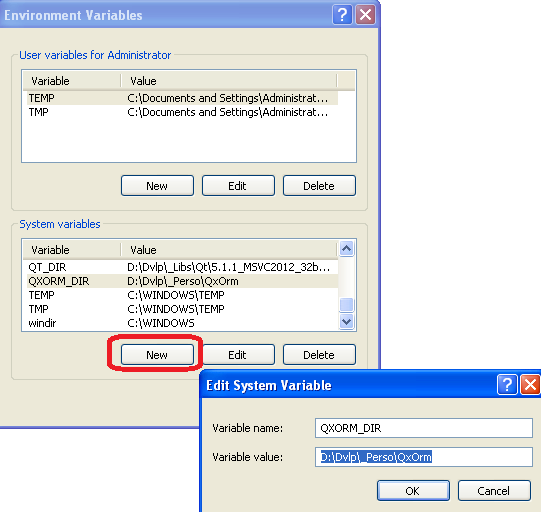 Environment Variables
User variables for Administrator
Variable Value
TEMP C:\Documents and Settings\Administrat...
TMP C:\Documents and Settings\Administrat...
New Edit Delete
System variables
Variable Value
QT_DIR D:\Dvlp\_Libs\Qt\5.1.1_MSVC2012_32b...
QXORM_DIR D:\Dvlp\_Perso\QxOrm
TEMP C:\WINDOWS\TEMP
TMP C:\WINDOWS\TEMP
windir C:\WINDOWS
New Edit Delete
Edit System Variable
Variable name: QXORM_DIR
Variable value: D:\Dvlp\_Perso\QxOrm
OK Cancel